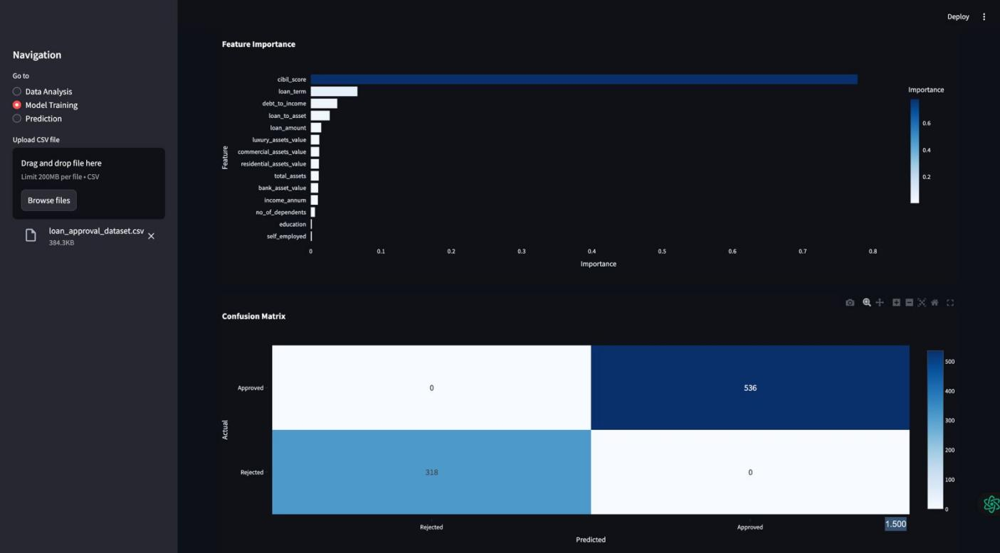 Deploy
Navigation
Go to
Data Analysis
Model Training
Prediction
Upload CSV file
Drag and drop file here
Limit 200MB per file • CSV
Browse files
loan_approval_dataset.csv
384.3KB
Feature Importance
cibil_score
loan_term
debt_to_income
loan_to_asset
loan_amount
luxury_assets_value
commercial_assets_value
residential_assets_value
total_assets
bank_asset_value
income_annum
no_of_dependents
education
self_employed
Feature
0 0.1 0.2 0.3 0.4 0.5 0.6 0.7 0.8
Importance
Importance
0.6
0.4
0.2
Confusion Matrix
Approved 0 536
Rejected 318 0
Actual
Rejected Approved
1.500
Predicted
500
400
300
200
100
0